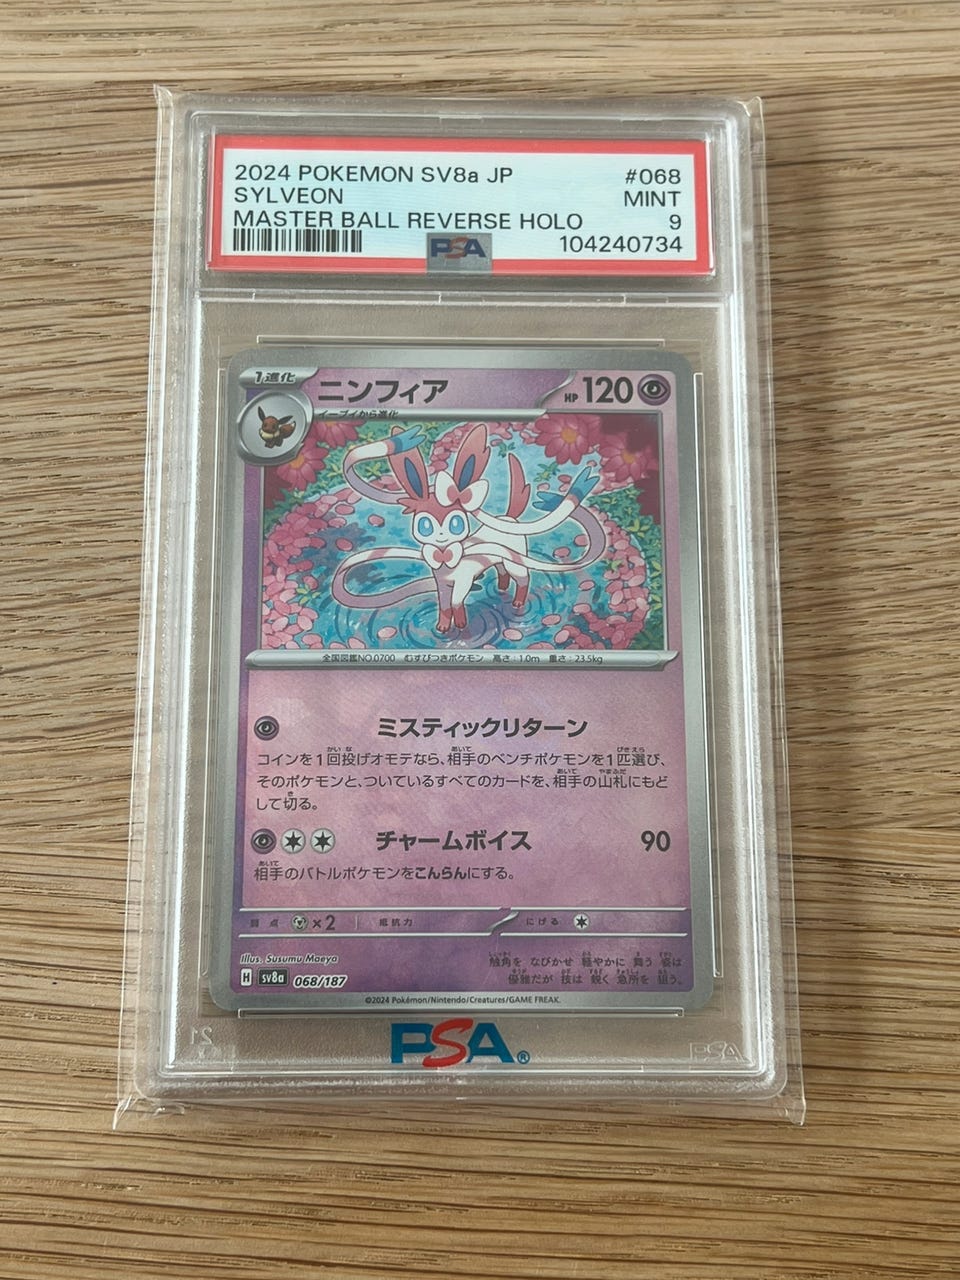 2024 POKEMON SV8a JP #068
SYLVEON MINT
MASTER BALL REVERSE HOLO 9
PSA 104240734
1進化 ニンフィア HP 120
イーブイから進化
全国図鑑NO.0700 むすびつきポケモン 高さ:1.0m 重さ:23.5kg
ミスティックリターン
コインを1回投げオモテなら、相手のベンチポケモンを1匹選び、
そのポケモンと、ついているすべてのカードを、相手の山札にもど
して切る。
チャームボイス 90
相手のバトルポケモンをこんらんにする。
弱点 ×2 抵抗力 にげる
Illus. Susumu Maeya
触角を なびかせ 軽やかに 舞う 姿は
H sv8a 068/187 優雅だが 技は 鋭く 急所を 狙う。
©2024 Pokémon/Nintendo/Creatures/GAME FREAK.
PSA®
PSA